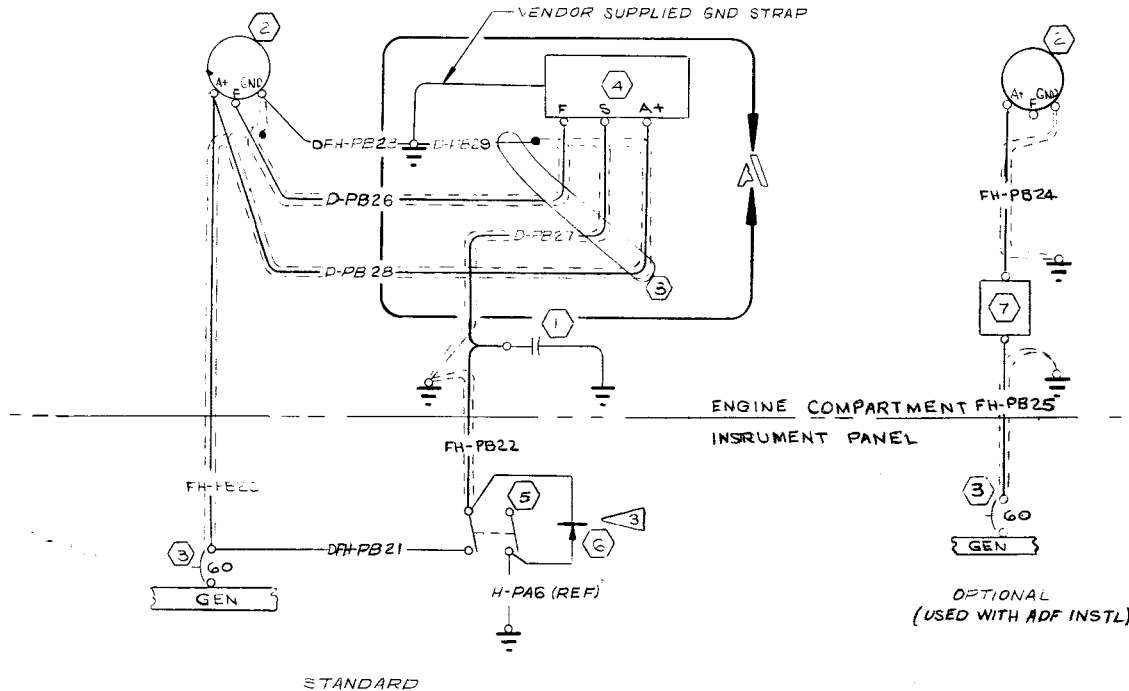 VENDOR SUPPLIED GND STRAP
2
A+
F
GND
4
F
S
A+
2
A+
F
GND
DFH-PB23
D-PB29
A
D-PB26
FH-PB24
D-PB27
D-PB28
3
7
1
ENGINE COMPARTMENT
FH-PB25
INSRUMENT PANEL
FH-PB22
5
3
6
3
60
GEN
DFH-PB21
3
60
GEN
H-PA6 (REF)
OPTIONAL
(USED WITH ADF INSTL)
STANDARD